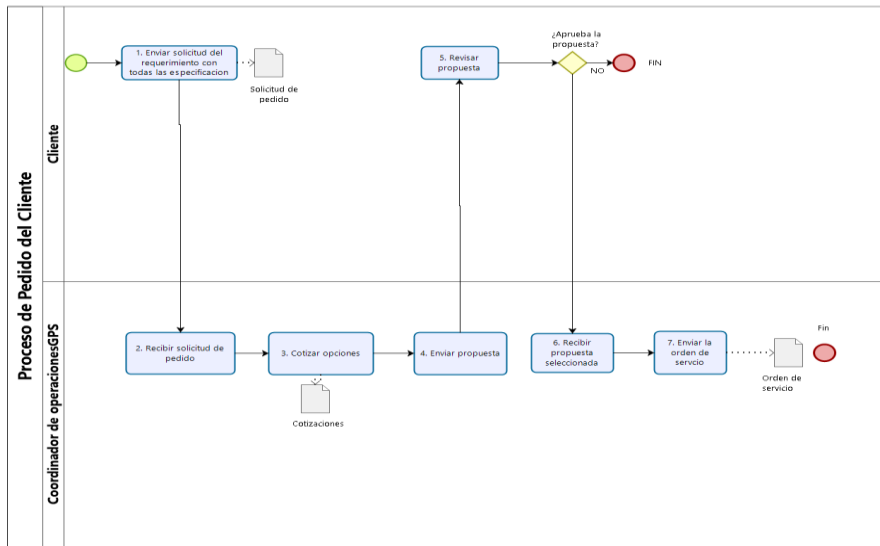 Proceso de Pedido del Cliente
Cliente
1. Enviar solicitud del
requerimiento con
todas las especificacion
Solicitud de
pedido
5. Revisar
propuesta
¿Aprueba la
propuesta?
NO
FIN
Coordinador de operacionesGPS
2. Recibir solicitud de
pedido
3. Cotizar opciones
Cotizaciones
4. Enviar propuesta
6. Recibir
propuesta
seleccionada
7. Enviar la
orden de
servcio
Orden de
servicio
Fin